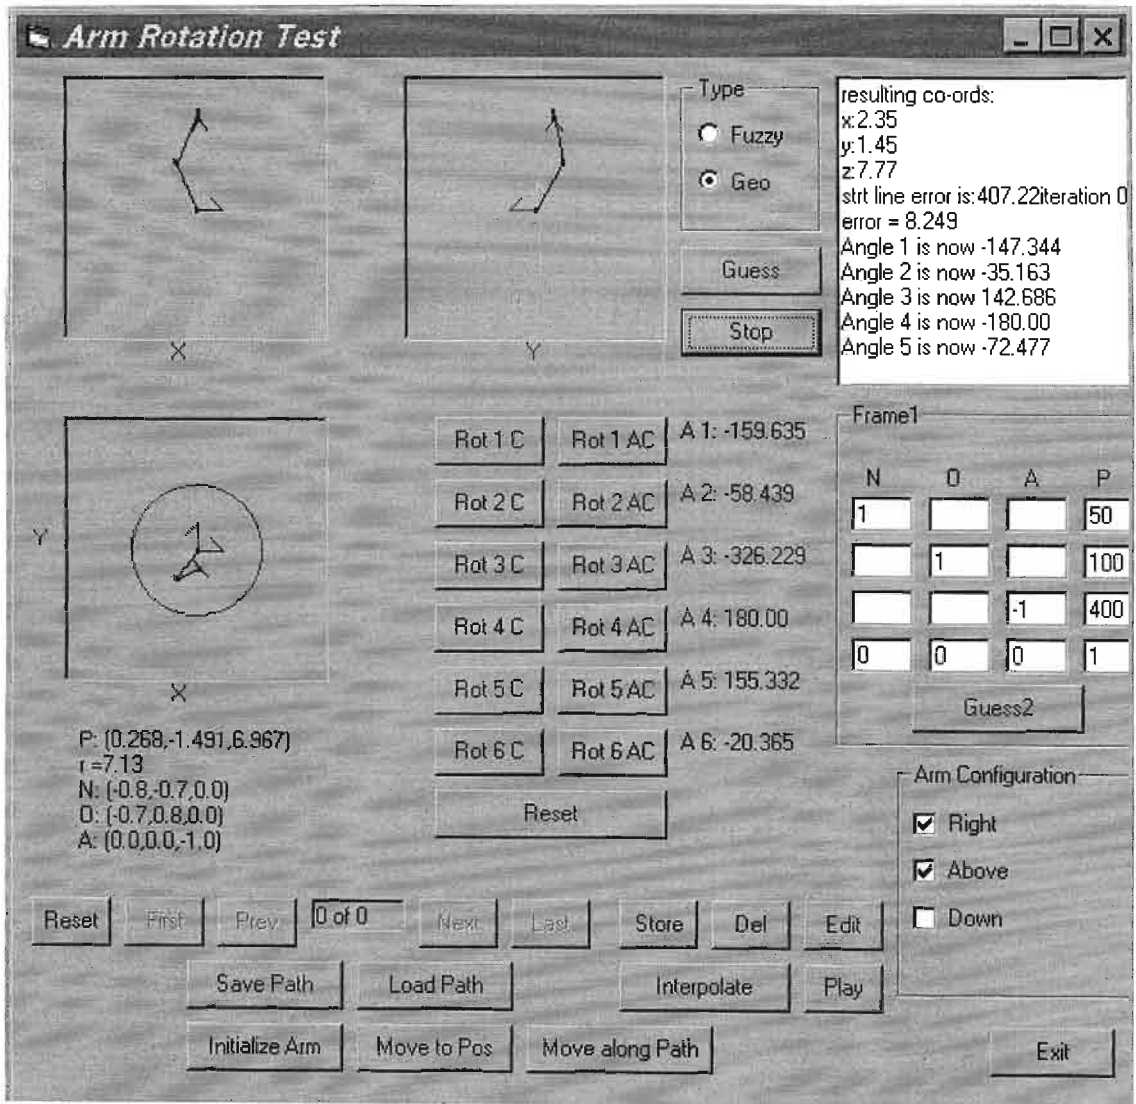 Arm Rotation Test
X
Y
Type
Fuzzy
Geo
Guess
Stop
resulting co-ords:
x:2.35
y:1.45
z:7.77
strt line error is:407.22iteration 0
error = 8.249
Angle 1 is now -147.344
Angle 2 is now -35.163
Angle 3 is now 142.686
Angle 4 is now -180.00
Angle 5 is now -72.477
Y
X
P: (0.268,-1.491,6.967)
r =7.13
N: (-0.8,-0.7,0.0)
O: (-0.7,0.8,0.0)
A: (0.0,0.0,-1.0)
Rot 1 C Rot 1 AC A 1: -159.635
Rot 2 C Rot 2 AC A 2: -58.439
Rot 3 C Rot 3 AC A 3: -326.229
Rot 4 C Rot 4 AC A 4: 180.00
Rot 5 C Rot 5 AC A 5: 155.332
Rot 6 C Rot 6 AC A 6: -20.365
Reset
Frame1
N O A P
1 50
1 100
-1 400
0 0 0 1
Guess2
Arm Configuration
Right
Above
Down
Reset First Prev 0 of 0 Next Last Store Del Edit
Save Path Load Path Interpolate Play
Initialize Arm Move to Pos Move along Path Exit